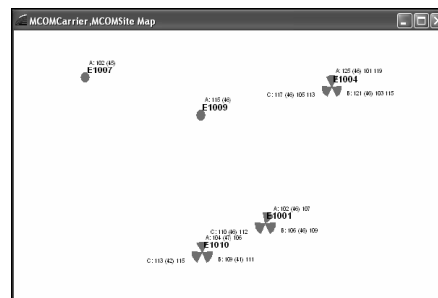 MCOMCarrier,MCOMSite Map
A: 102 (45)
E1007
A: 125 (46) 101 119
E1004
C: 117 (46) 105 113
B: 121 (46) 103 115
A: 115 (46)
E1009
A: 102 (46) 107
E1001
C: 110 (46) 112
B: 106 (46) 109
A: 104 (47) 106
E1010
C: 113 (42) 115
B: 109 (41) 111